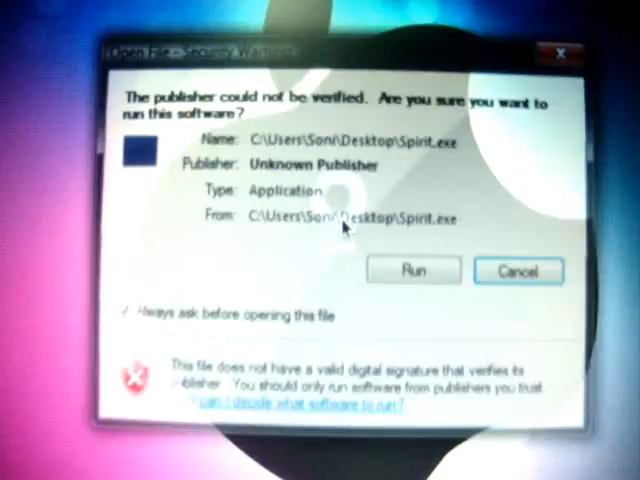 Open File - Security Warning
The publisher could not be verified. Are you sure you want to
run this software?
Name: C:\Users\Soni\Desktop\Spirit.exe
Publisher: Unknown Publisher
Type: Application
From: C:\Users\Soni\Desktop\Spirit.exe
Run Cancel
Always ask before opening this file
This file does not have a valid digital signature that verifies its
publisher. You should only run software from publishers you trust.
can I decide what software to run?